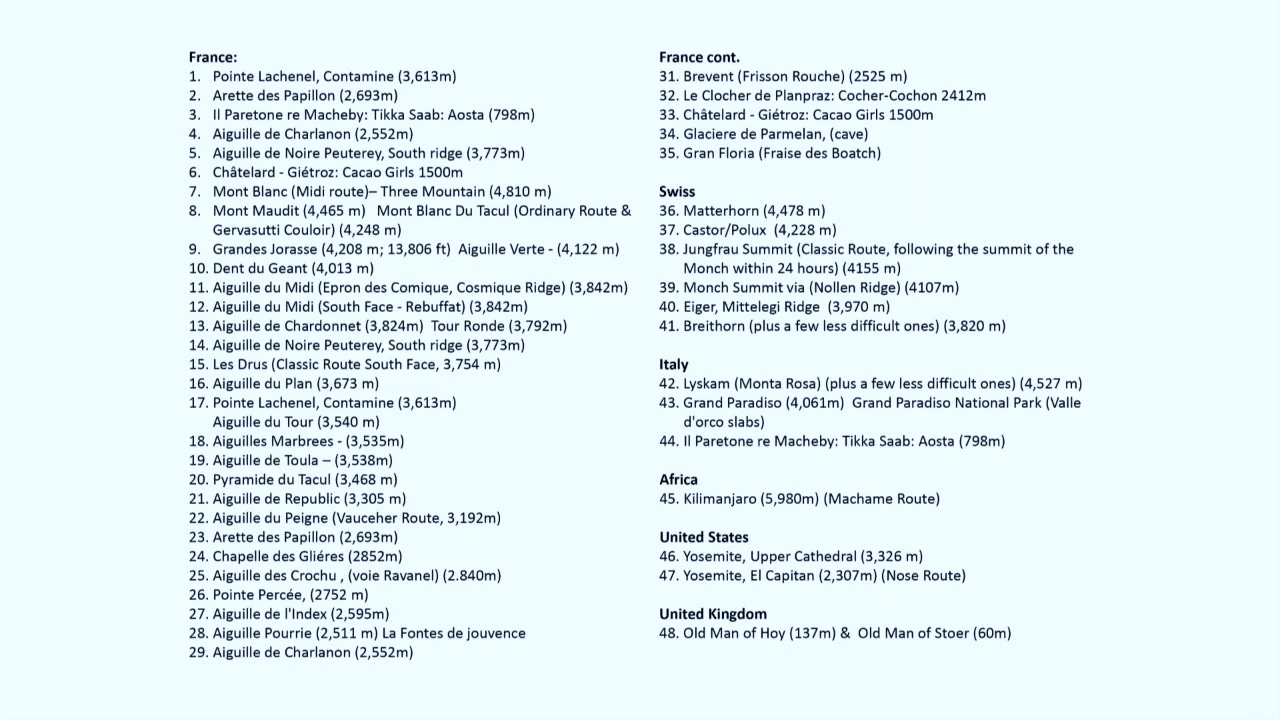 France:
1. Pointe Lachenel, Contamine (3,613m)
2. Arette des Papillon (2,693m)
3. Il Paretone re Macheby: Tikka Saab: Aosta (798m)
4. Aiguille de Charlanon (2,552m)
5. Aiguille de Noire Peuterey, South ridge (3,773m)
6. Châtelard - Giétroz: Cacao Girls 1500m
7. Mont Blanc (Midi route)– Three Mountain (4,810 m)
8. Mont Maudit (4,465 m) Mont Blanc Du Tacul (Ordinary Route &
Gervasutti Couloir) (4,248 m)
9. Grandes Jorasse (4,208 m; 13,806 ft) Aiguille Verte - (4,122 m)
10. Dent du Geant (4,013 m)
11. Aiguille du Midi (Epron des Comique, Cosmique Ridge) (3,842m)
12. Aiguille du Midi (South Face - Rebuffat) (3,842m)
13. Aiguille de Chardonnet (3,824m) Tour Ronde (3,792m)
14. Aiguille de Noire Peuterey, South ridge (3,773m)
15. Les Drus (Classic Route South Face, 3,754 m)
16. Aiguille du Plan (3,673 m)
17. Pointe Lachenel, Contamine (3,613m)
Aiguille du Tour (3,540 m)
18. Aiguilles Marbrees - (3,535m)
19. Aiguille de Toula – (3,538m)
20. Pyramide du Tacul (3,468 m)
21. Aiguille de Republic (3,305 m)
22. Aiguille du Peigne (Vauceher Route, 3,192m)
23. Arette des Papillon (2,693m)
24. Chapelle des Gliéres (2852m)
25. Aiguille des Crochu , (voie Ravanel) (2.840m)
26. Pointe Percée, (2752 m)
27. Aiguille de l'Index (2,595m)
28. Aiguille Pourrie (2,511 m) La Fontes de jouvence
29. Aiguille de Charlanon (2,552m)
France cont.
31. Brevent (Frisson Rouche) (2525 m)
32. Le Clocher de Planpraz: Cocher-Cochon 2412m
33. Châtelard - Giétroz: Cacao Girls 1500m
34. Glaciere de Parmelan, (cave)
35. Gran Floria (Fraise des Boatch)
Swiss
36. Matterhorn (4,478 m)
37. Castor/Polux (4,228 m)
38. Jungfrau Summit (Classic Route, following the summit of the
Monch within 24 hours) (4155 m)
39. Monch Summit via (Nollen Ridge) (4107m)
40. Eiger, Mittelegi Ridge (3,970 m)
41. Breithorn (plus a few less difficult ones) (3,820 m)
Italy
42. Lyskam (Monta Rosa) (plus a few less difficult ones) (4,527 m)
43. Grand Paradiso (4,061m) Grand Paradiso National Park (Valle
d'orco slabs)
44. Il Paretone re Macheby: Tikka Saab: Aosta (798m)
Africa
45. Kilimanjaro (5,980m) (Machame Route)
United States
46. Yosemite, Upper Cathedral (3,326 m)
47. Yosemite, El Capitan (2,307m) (Nose Route)
United Kingdom
48. Old Man of Hoy (137m) & Old Man of Stoer (60m)